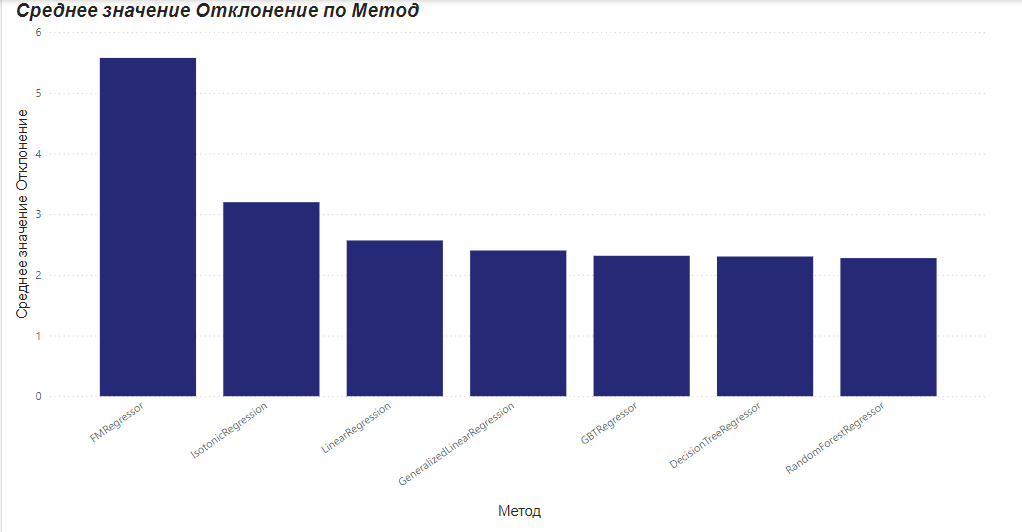 Среднее значение Отклонение по Метод
6
5
4
3
2
1
0
Среднее значение Отклонение
FMRegressor
IsotonicRegression
LinearRegression
GeneralizedLinearRegression
GBTRegressor
DecisionTreeRegressor
RandomForestRegressor
Метод